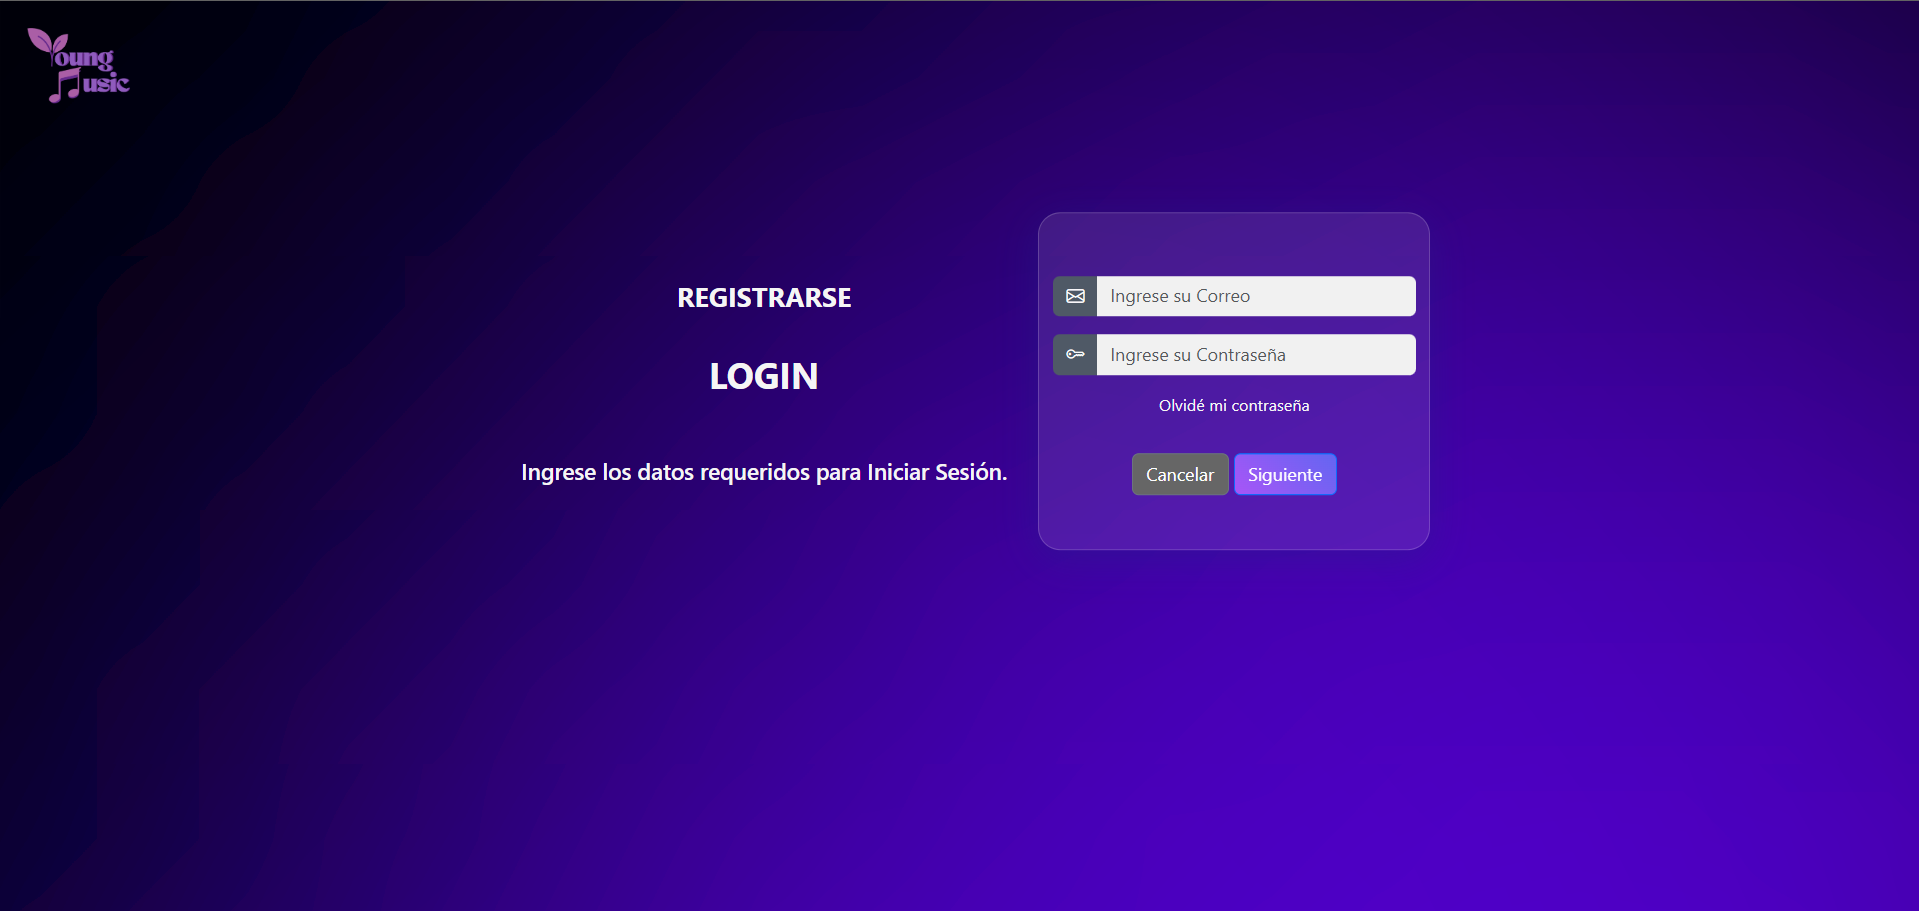 Young
Music
REGISTRARSE
LOGIN
Ingrese los datos requeridos para Iniciar Sesión.
Ingrese su Correo
Ingrese su Contraseña
Olvidé mi contraseña
Cancelar Siguiente